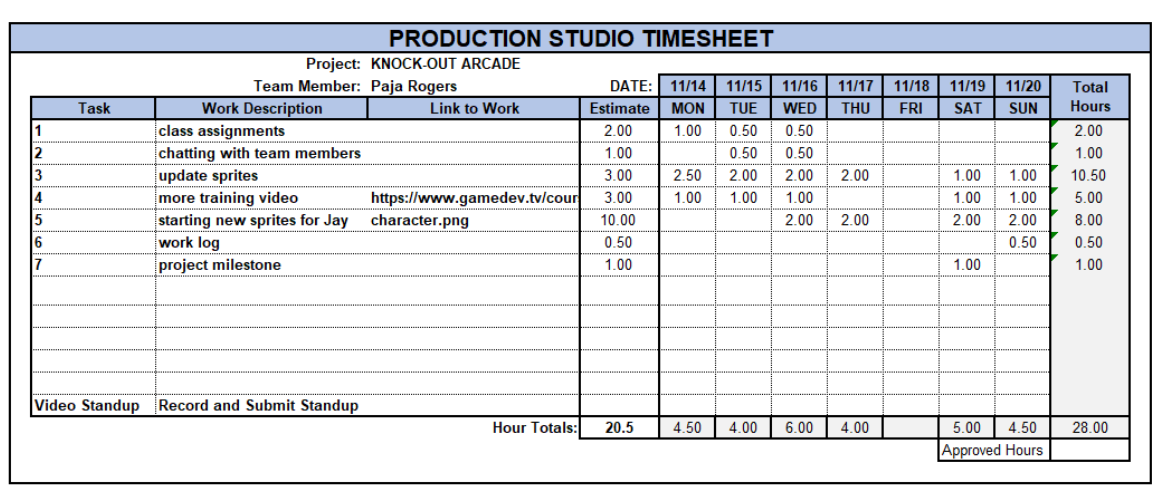 PRODUCTION STUDIO TIMESHEET
Project: KNOCK-OUT ARCADE
Team Member: Paja Rogers DATE: 11/14 11/15 11/16 11/17 11/18 11/19 11/20 Total
Task Work Description Link to Work Estimate MON TUE WED THU FRI SAT SUN Hours
1 class assignments 2.00 1.00 0.50 0.50 2.00
2 chatting with team members 1.00 0.50 0.50 1.00
3 update sprites 3.00 2.50 2.00 2.00 2.00 1.00 1.00 10.50
4 more training video https://www.gamedev.tv/cour 3.00 1.00 1.00 1.00 1.00 1.00 5.00
5 starting new sprites for Jay character.png 10.00 2.00 2.00 2.00 2.00 8.00
6 work log 0.50 0.50 0.50
7 project milestone 1.00 1.00 1.00
Video Standup Record and Submit Standup
Hour Totals: 20.5 4.50 4.00 6.00 4.00 5.00 4.50 28.00
Approved Hours